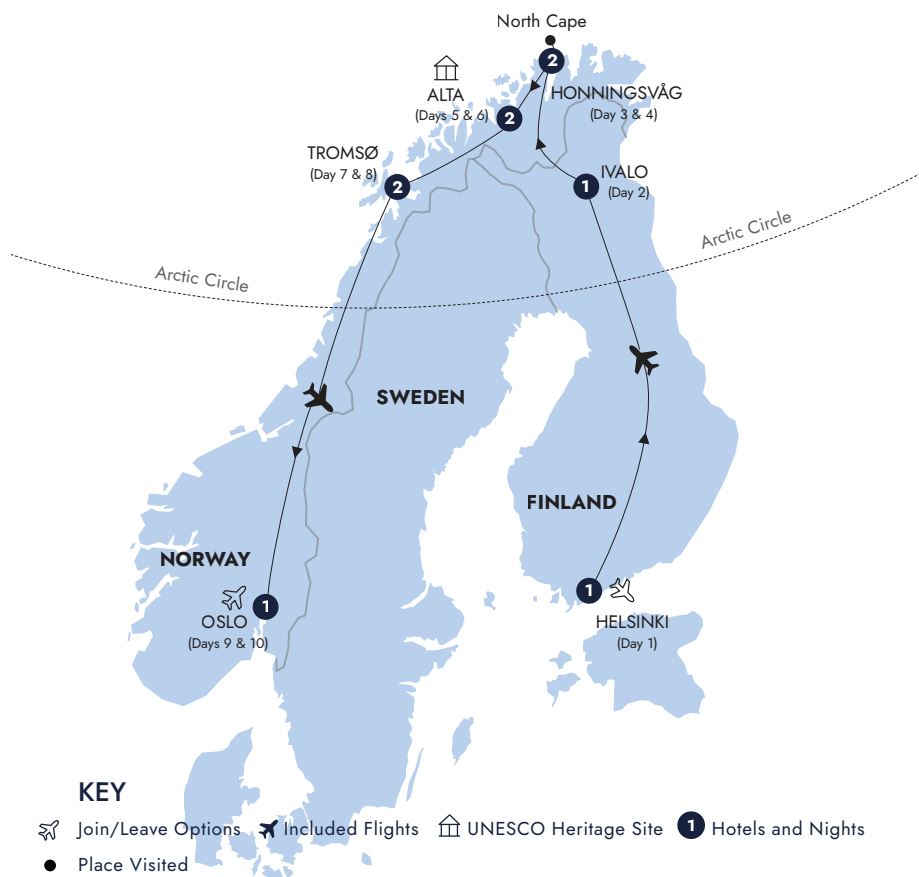 North Cape
2
ALTA
(Days 5 & 6)
2
HONNINGSVÅG
(Day 3 & 4)
TROMSØ
(Day 7 & 8)
2
IVALO
(Day 2)
1
Arctic Circle
Arctic Circle
SWEDEN
FINLAND
NORWAY
1
OSLO
(Days 9 & 10)
1
HELSINKI
(Day 1)
KEY
Join/Leave Options
Included Flights
UNESCO Heritage Site
1
Hotels and Nights
Place Visited